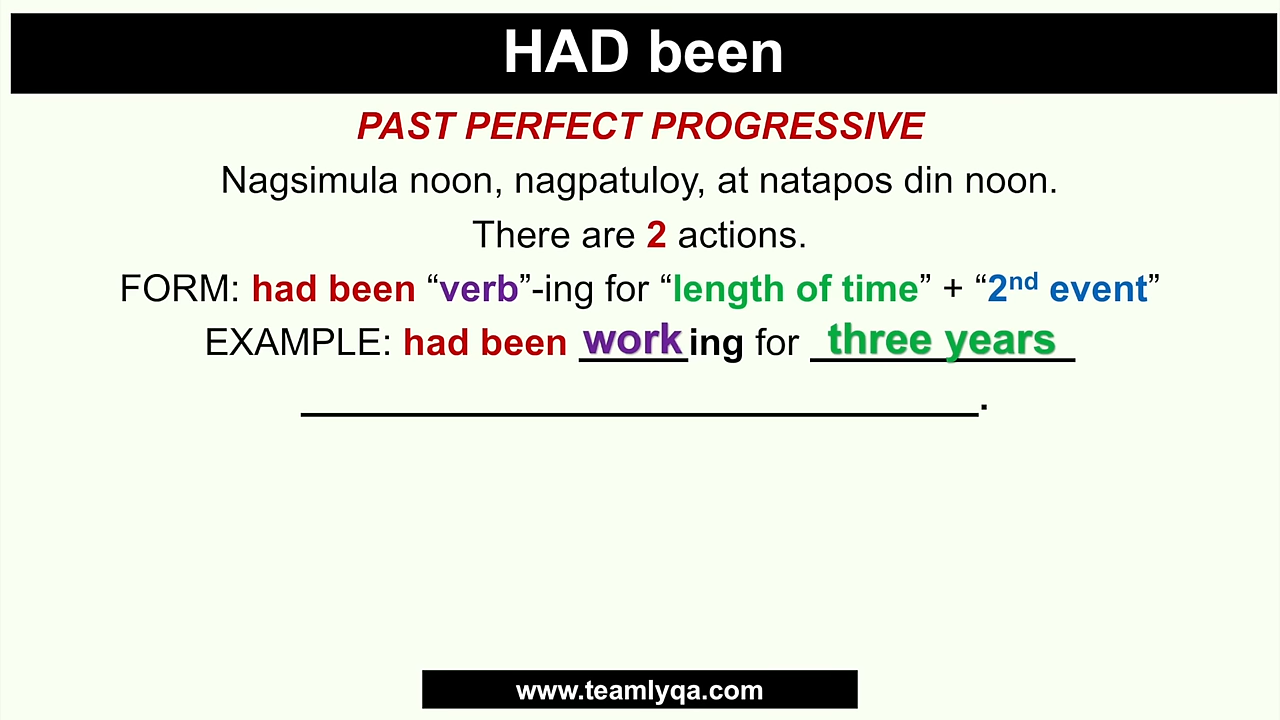 HAD been
PAST PERFECT PROGRESSIVE
Nagsimula noon, nagpatuloy, at natapos din noon.
There are 2 actions.
FORM: had been “verb”-ing for “length of time” + “2nd event”
EXAMPLE: had been working for three years
.
www.teamlyqa.com